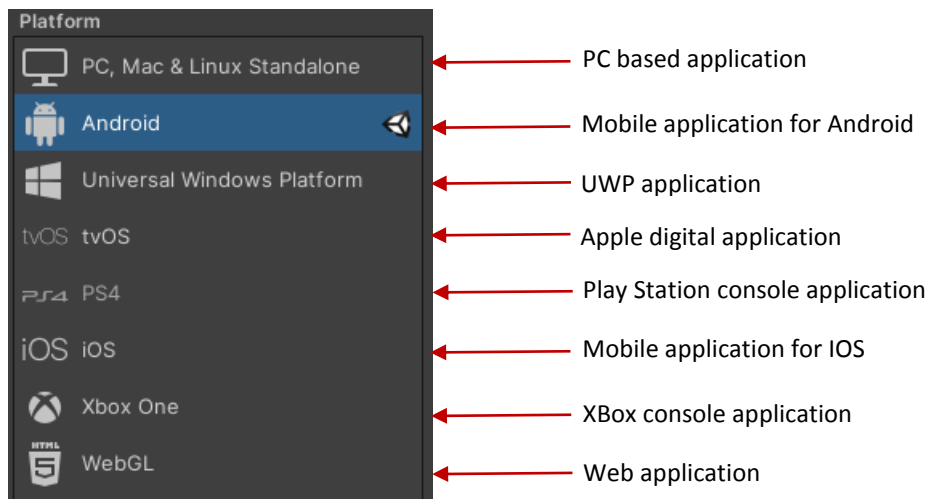 Platform
PC, Mac & Linux Standalone PC based application
Android Mobile application for Android
Universal Windows Platform UWP application
tvOS tvOS Apple digital application
PS4 PS4 Play Station console application
iOS iOS Mobile application for IOS
Xbox One XBox console application
HTML 5 WebGL Web application